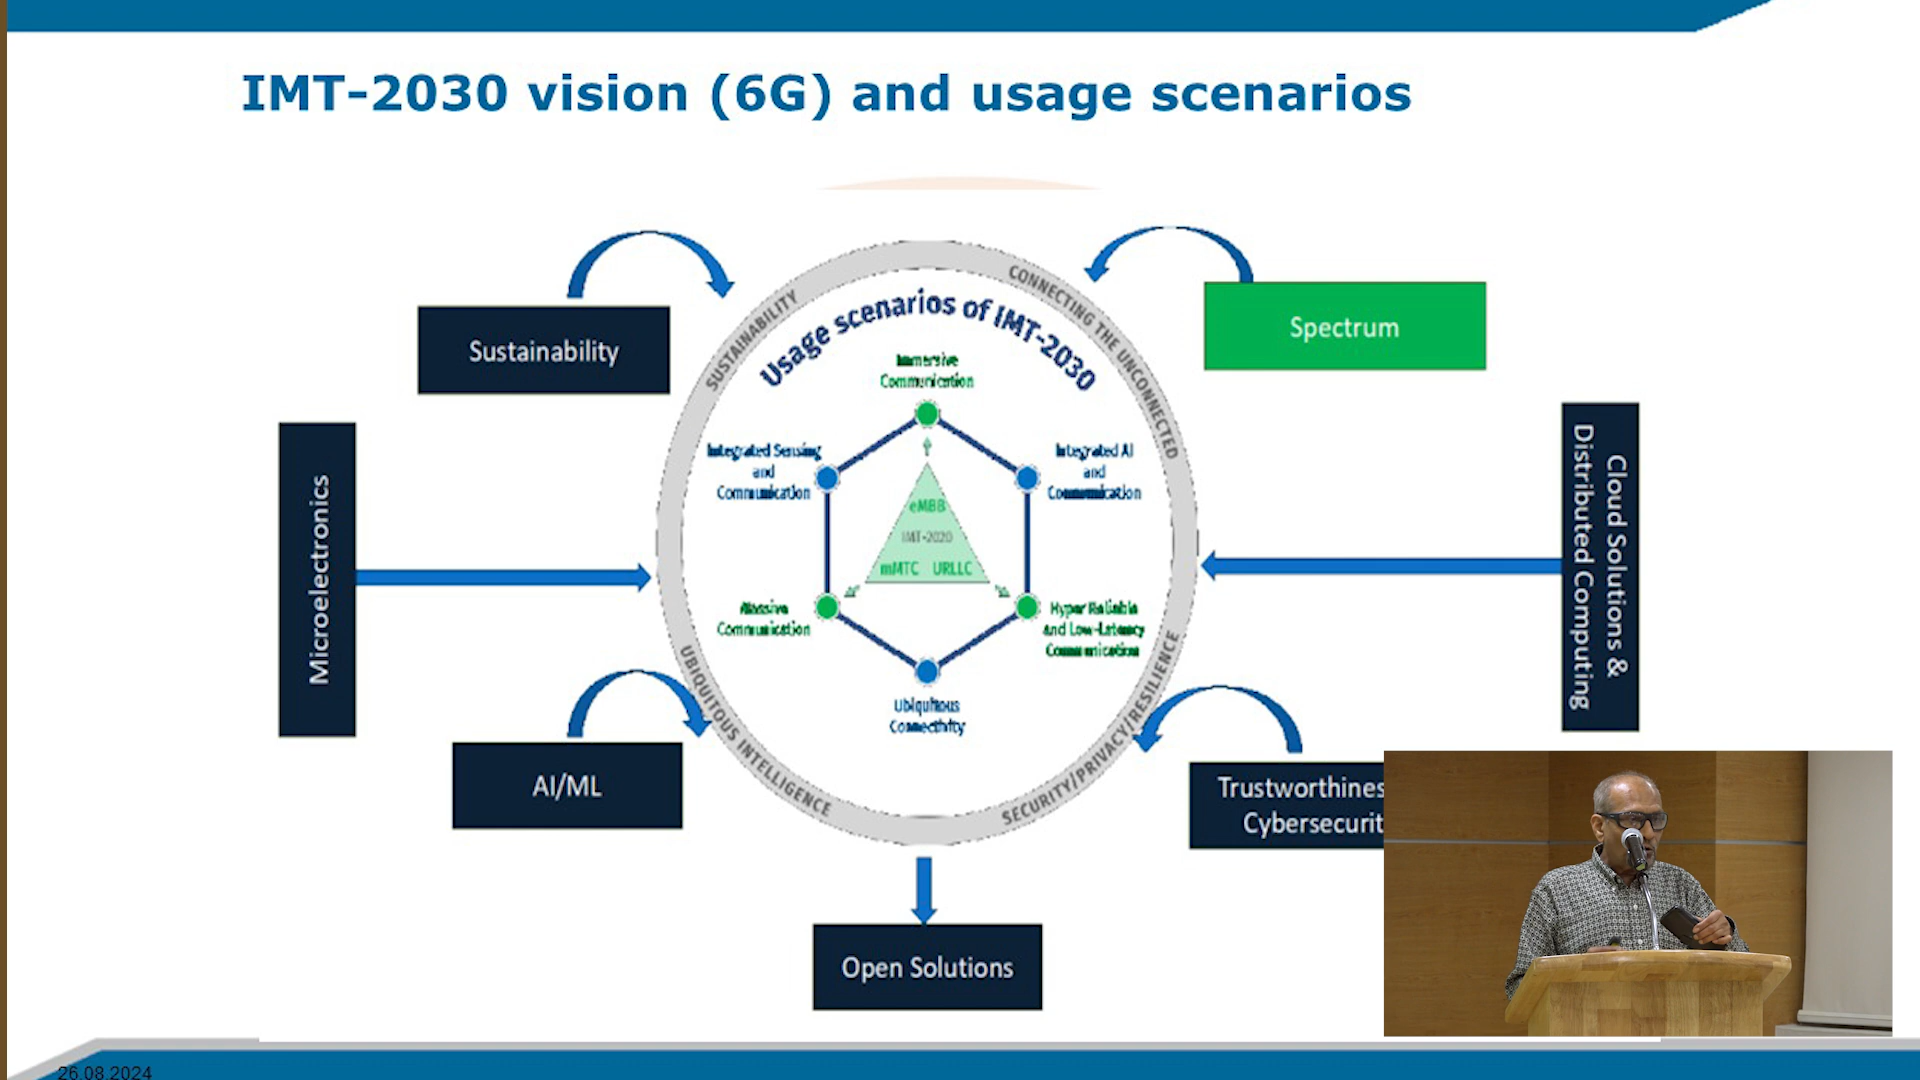 IMT-2030 vision (6G) and usage scenarios
Sustainability
Spectrum
Microelectronics
Cloud Solutions &
Distributed Computing
AI/ML
Trustworthines
Cybersecurit
Open Solutions
SUSTAINABILITY
CONNECTING THE UNCONNECTED
UBIQUITOUS INTELLIGENCE
SECURITY/PRIVACY/RESILIENCE
Usage scenarios of IMT-2030
Immersive
Communication
Integrated Sensing
and
Communication
Integrated AI
and
Communication
eMBB
IMT-2020
mMTC URLLC
Massive
Communication
Hyper Reliable
and Low-Latency
Communication
Ubiquitous
Connectivity
26.08.2024